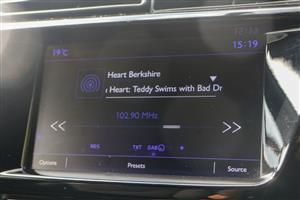 19°C
15:19
Heart Berkshire
Heart: Teddy Swims with Bad Dr
102.90 MHz
RDS TXT DAB
Options Presets Source